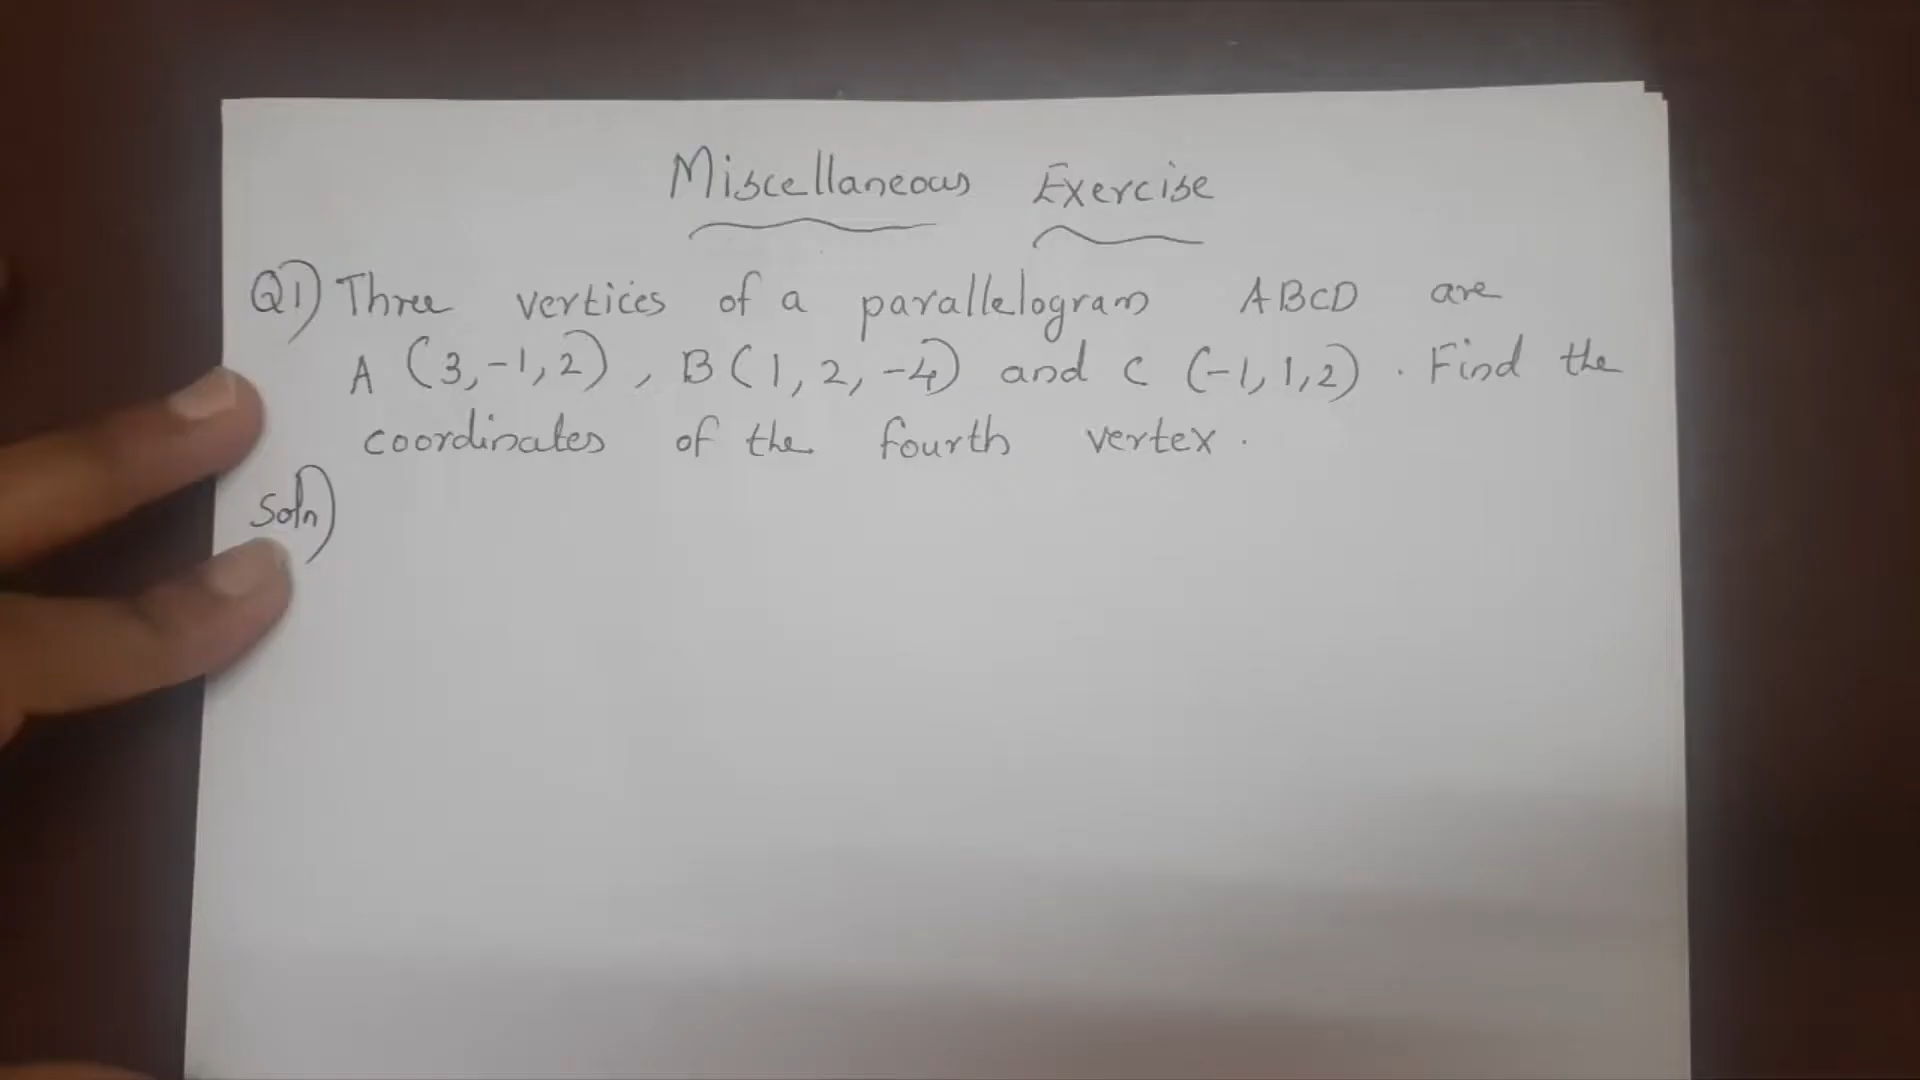 Miscellaneous Exercise
Q1) Three vertices of a parallelogram ABCD are
A (3,-1,2), B(1,2,-4) and C (-1,1,2). Find the
coordinates of the fourth vertex.
Soln)